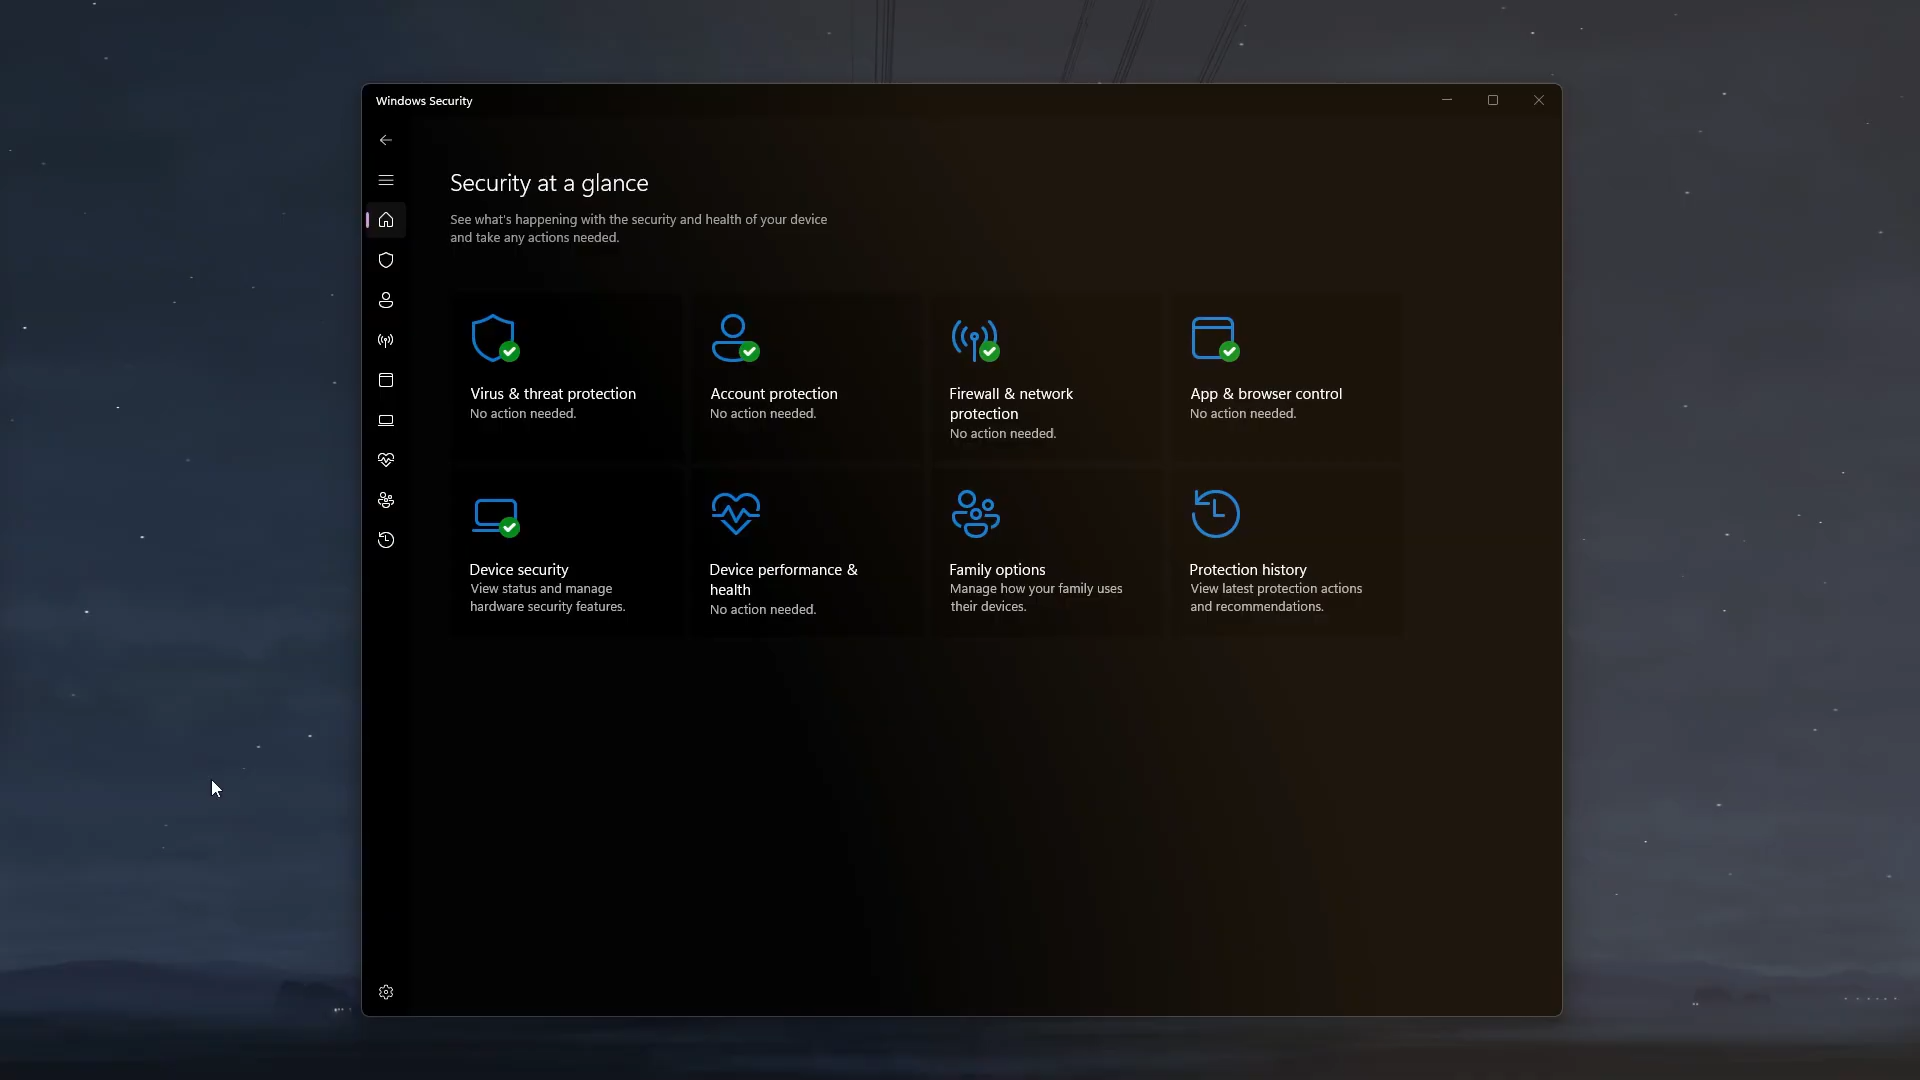 Windows Security
Security at a glance
See what's happening with the security and health of your device
and take any actions needed.
Virus & threat protection
No action needed.
Account protection
No action needed.
Firewall & network
protection
No action needed.
App & browser control
No action needed.
Device security
View status and manage
hardware security features.
Device performance &
health
No action needed.
Family options
Manage how your family uses
their devices.
Protection history
View latest protection actions
and recommendations.